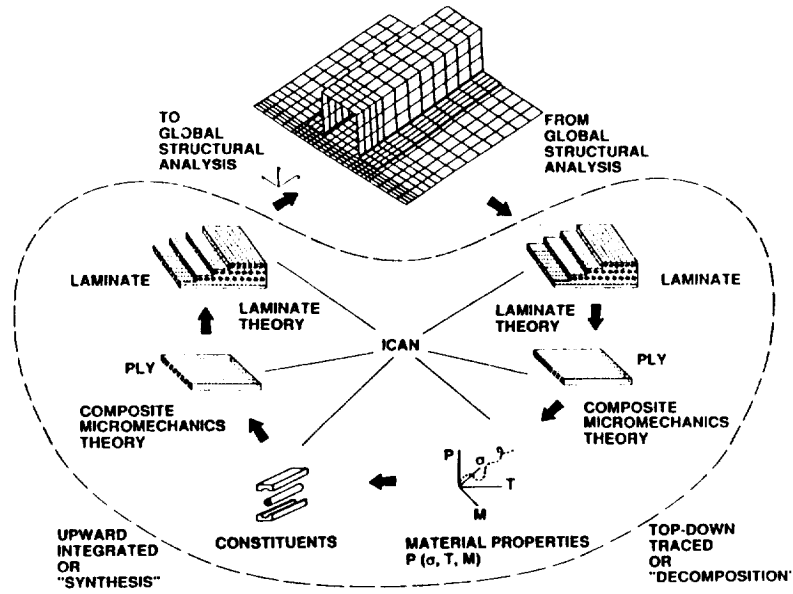 TO
GLOBAL
STRUCTURAL
ANALYSIS
FROM
GLOBAL
STRUCTURAL
ANALYSIS
LAMINATE
LAMINATE
THEORY
LAMINATE
THEORY
LAMINATE
ICAN
PLY
PLY
COMPOSITE
MICROMECHANICS
THEORY
COMPOSITE
MICROMECHANICS
THEORY
P
σ
T
M
UPWARD
INTEGRATED
OR
"SYNTHESIS"
CONSTITUENTS
MATERIAL PROPERTIES
P (σ, T, M)
TOP-DOWN
TRACED
OR
"DECOMPOSITION"